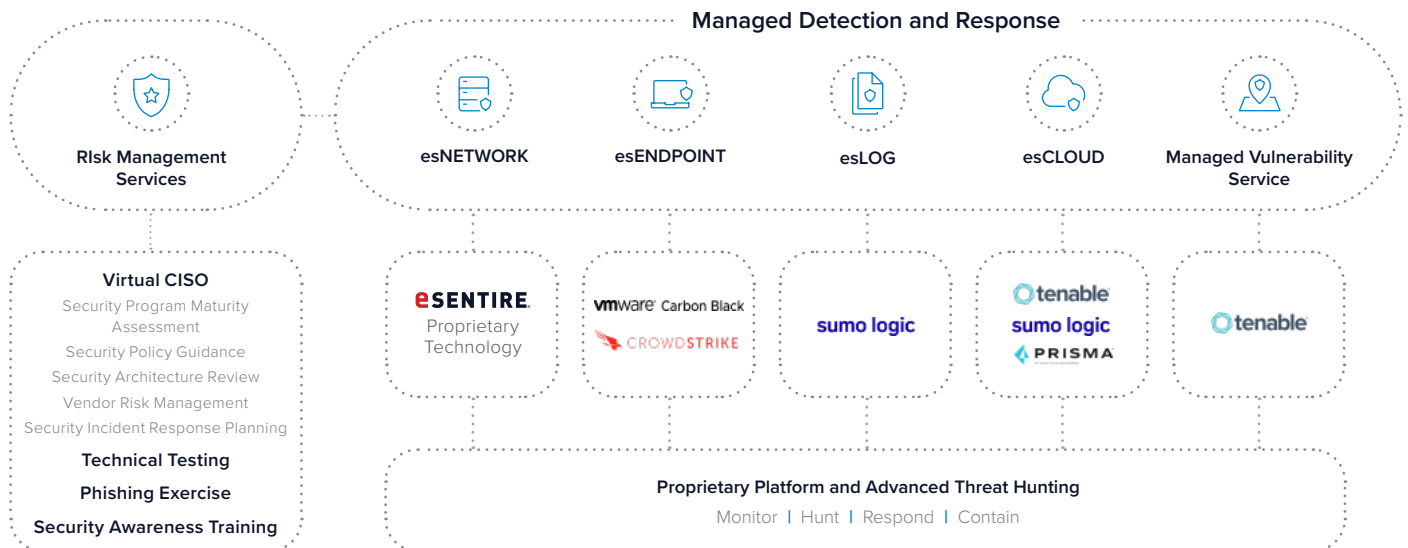 Managed Detection and Response
RIsk Management
Services
esNETWORK
esENDPOINT
esLOG
esCLOUD
Managed Vulnerability
Service
Virtual CISO
Security Program Maturity
Assessment
Security Policy Guidance
Security Architecture Review
Vendor Risk Management
Security Incident Response Planning
Technical Testing
Phishing Exercise
Security Awareness Training
eSENTIRE
Proprietary
Technology
vmware Carbon Black
CROWDSTRIKE
sumo logic
tenable
sumo logic
PRISMA
tenable
Proprietary Platform and Advanced Threat Hunting
Monitor | Hunt | Respond | Contain